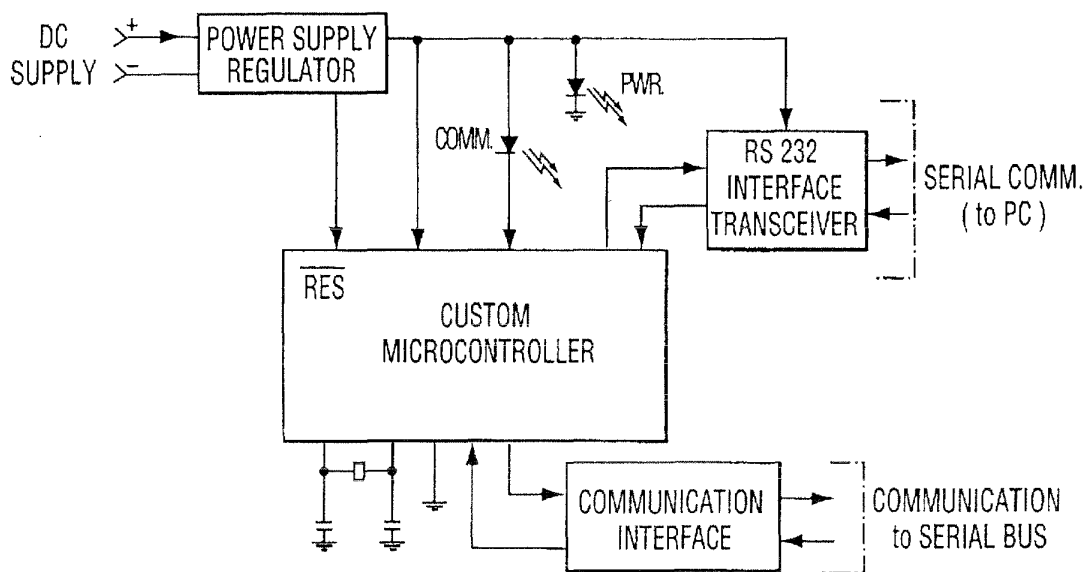 DC
SUPPLY
+
−
POWER SUPPLY
REGULATOR
PWR.
COMM.
RS 232
INTERFACE
TRANSCEIVER
SERIAL COMM.
( to PC )
RES
CUSTOM
MICROCONTROLLER
COMMUNICATION
INTERFACE
COMMUNICATION
to SERIAL BUS